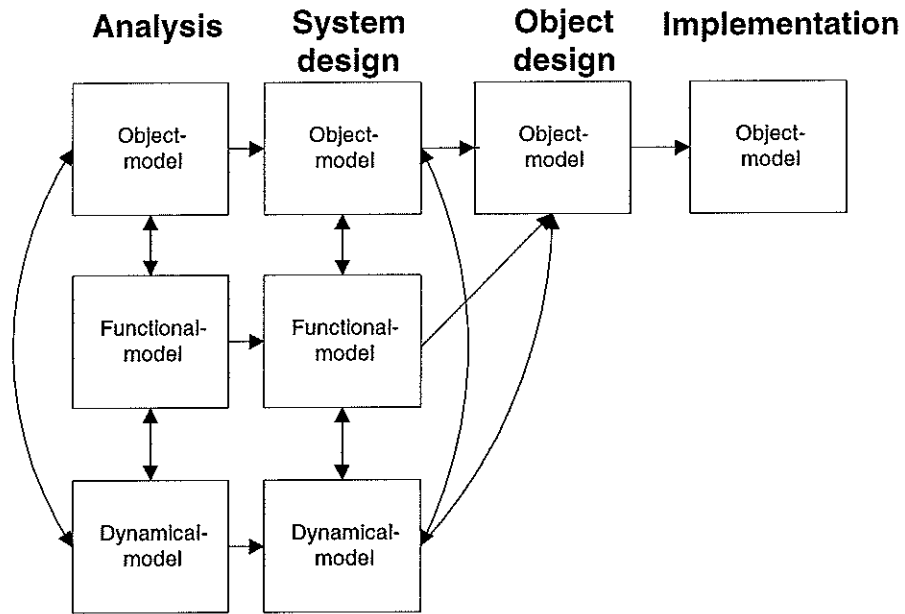 Analysis
System
design
Object
design
Implementation
Object-
model
Object-
model
Object-
model
Object-
model
Functional-
model
Functional-
model
Dynamical-
model
Dynamical-
model